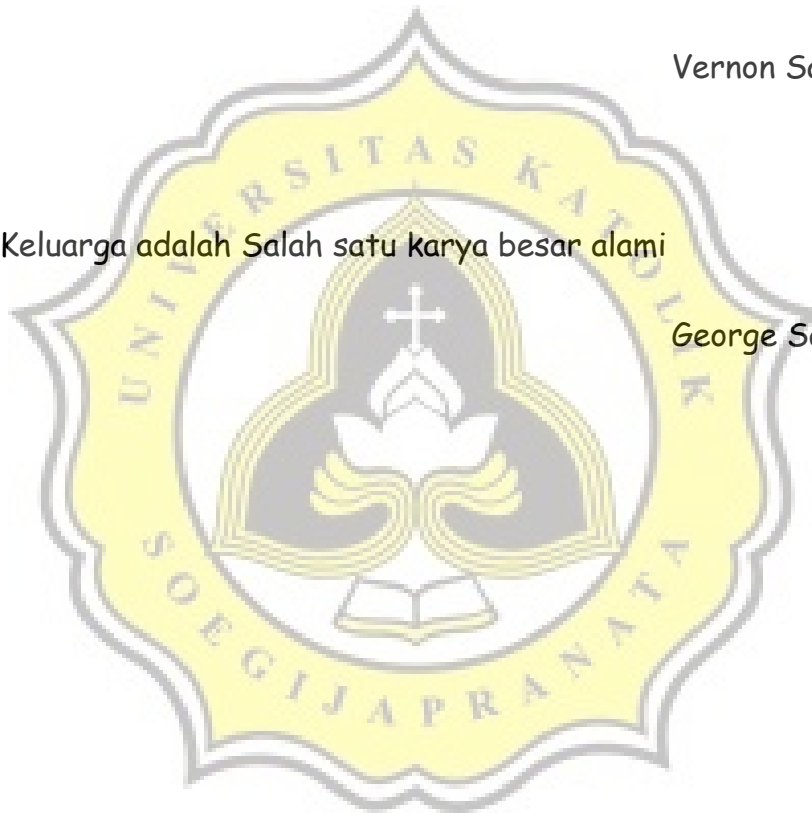 Vernon
Keluarga adalah Salah satu karya besar alami
George
UNIVERSITAS KATOLIK
SOEGIJAPRANATA